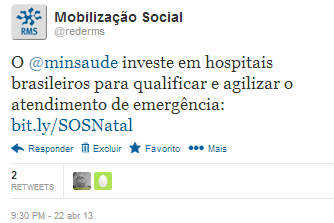 Mobilização Social
RMS
@rederms
O @minsaude investe em hospitais
brasileiros para qualificar e agilizar o
atendimento de emergência:
bit.ly/SOSNatal
Responder Excluir Favorito Mais
2
RETWEETS
9:30 PM - 22 abr 13